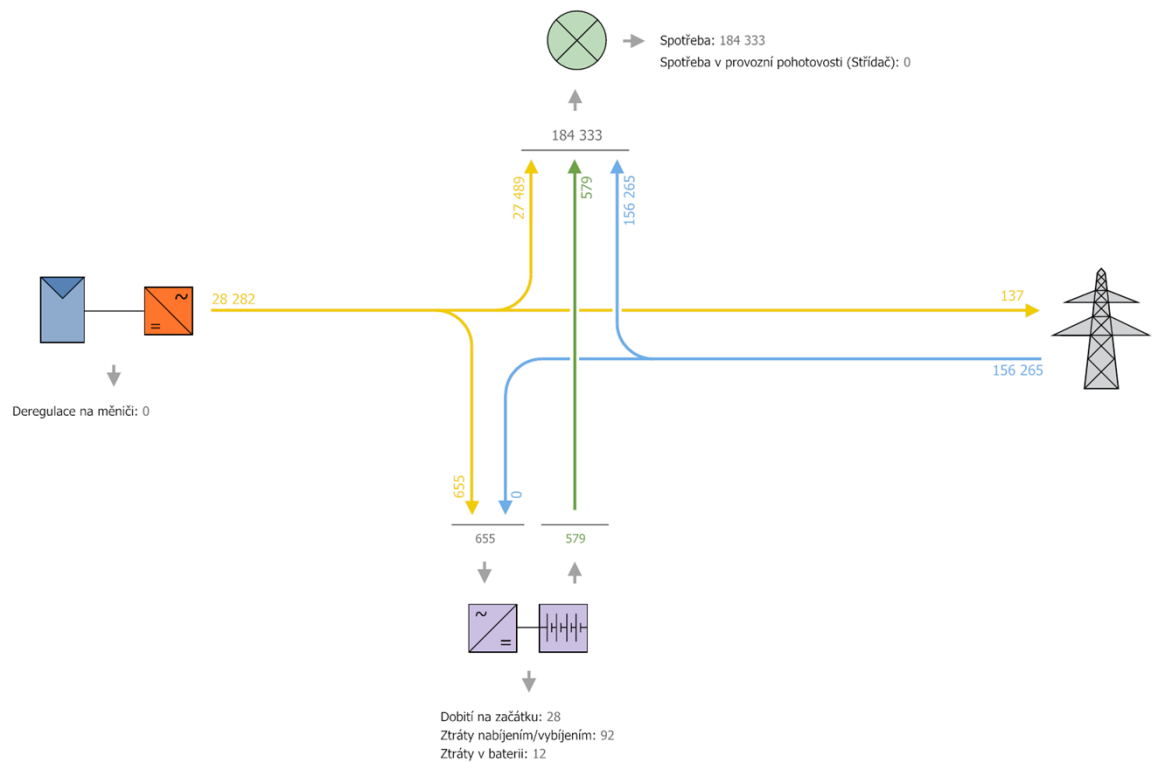 Spotřeba: 184 333
Spotřeba v provozní pohotovosti (Střídač): 0
184 333
27 489
579
156 265
28 282
137
156 265
Deregulace na měniči: 0
655
0
655
579
Dobití na začátku: 28
Ztráty nabíjením/vybíjením: 92
Ztráty v baterii: 12